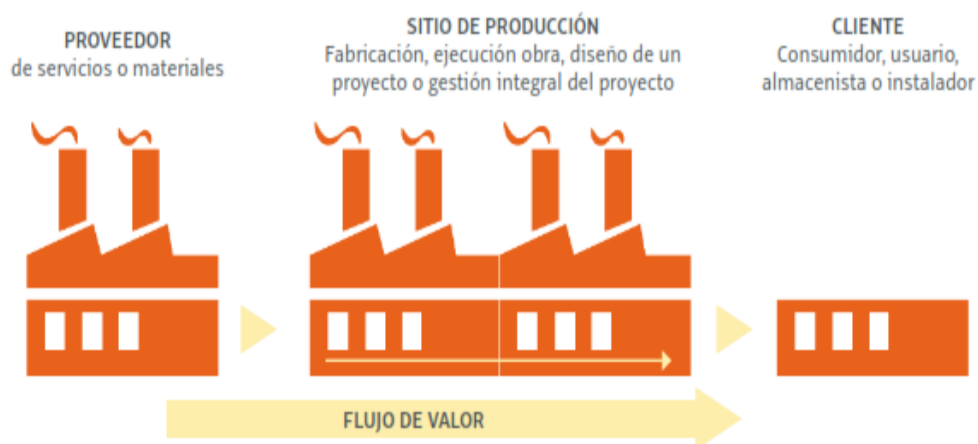 PROVEEDOR
de servicios o materiales
SITIO DE PRODUCCIÓN
Fabricación, ejecución obra, diseño de un
proyecto o gestión integral del proyecto
CLIENTE
Consumidor, usuario,
almacenista o instalador
FLUJO DE VALOR